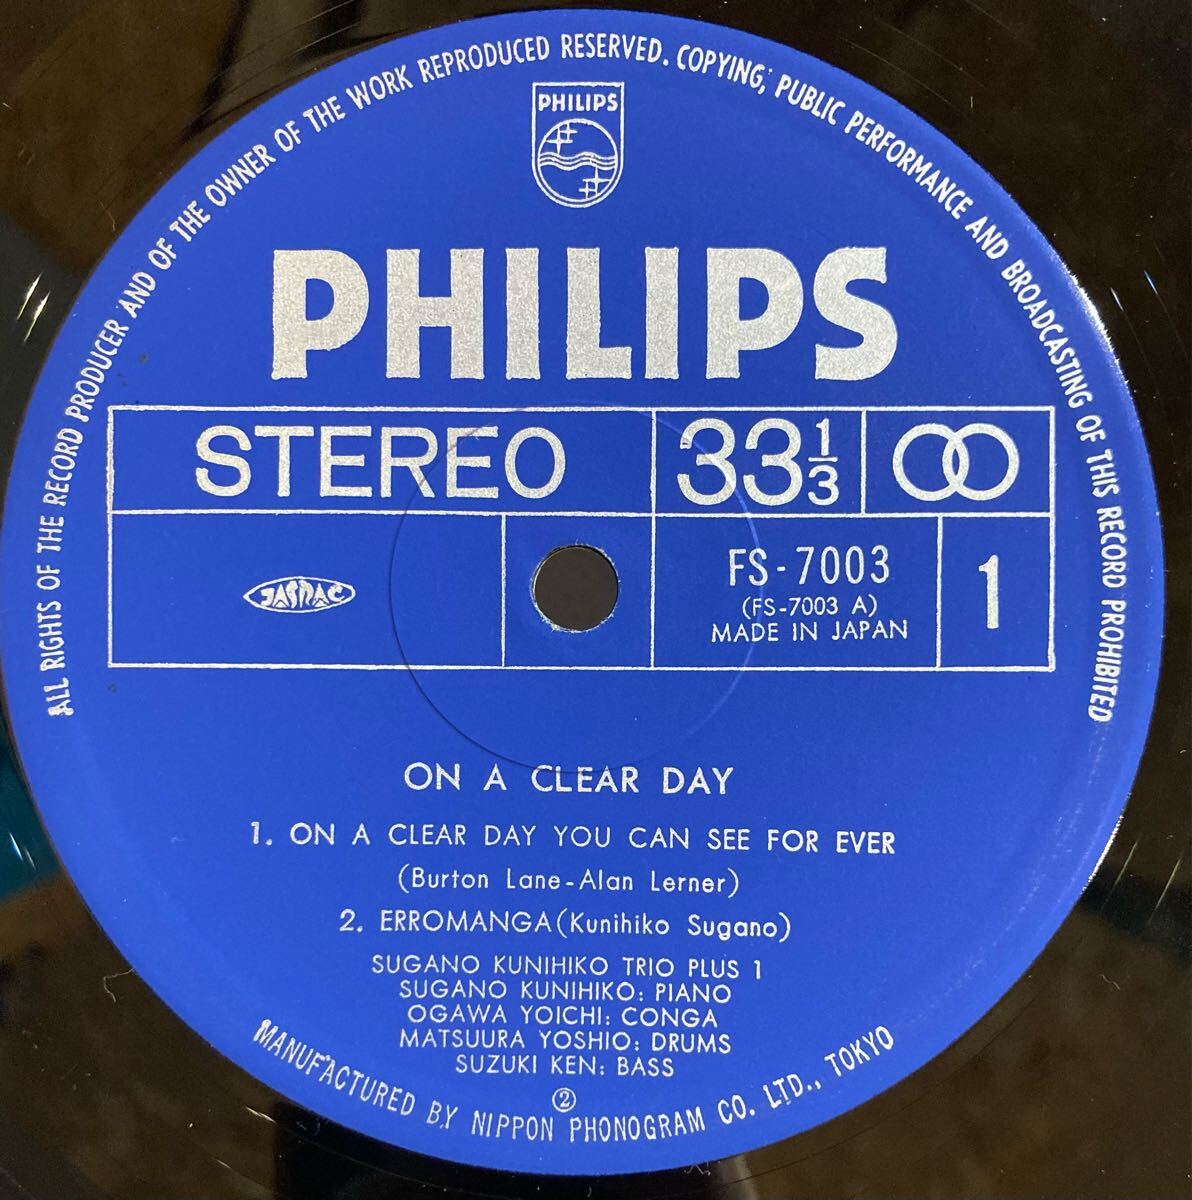 ALL RIGHTS OF THE RECORD PRODUCER AND OF THE OWNER OF THE WORK REPRODUCED RESERVED. COPYING, PUBLIC PERFORMANCE AND BROADCASTING OF THIS RECORD PROHIBITED
PHILIPS
PHILIPS
STEREO
33 1/3
JASRAC
FS-7003
(FS-7003 A)
MADE IN JAPAN
1
ON A CLEAR DAY
1. ON A CLEAR DAY YOU CAN SEE FOR EVER
(Burton Lane-Alan Lerner)
2. ERROMANGA (Kunihiko Sugano)
SUGANO KUNIHIKO TRIO PLUS 1
SUGANO KUNIHIKO: PIANO
OGAWA YOICHI: CONGA
MATSUURA YOSHIO: DRUMS
SUZUKI KEN: BASS
②
MANUFACTURED BY NIPPON PHONOGRAM CO. LTD., TOKYO